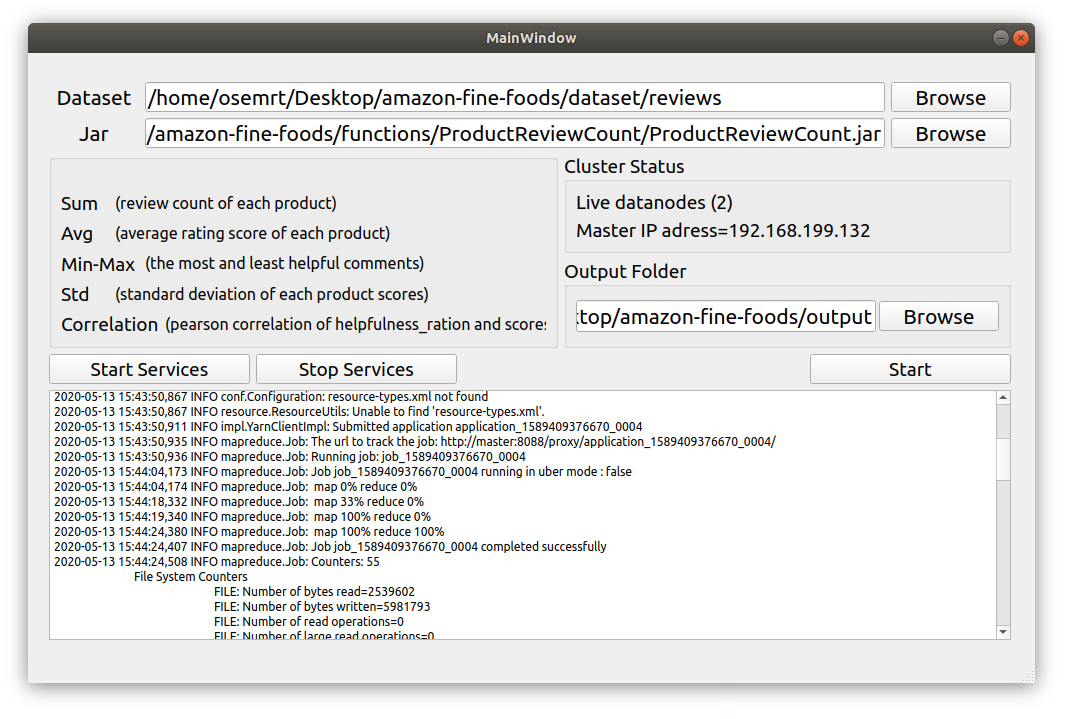 MainWindow
Dataset /home/osemrt/Desktop/amazon-fine-foods/dataset/reviews Browse
Jar /amazon-fine-foods/functions/ProductReviewCount/ProductReviewCount.jar Browse
Cluster Status
Sum (review count of each product)
Avg (average rating score of each product)
Min-Max (the most and least helpful comments)
Std (standard deviation of each product scores)
Correlation (pearson correlation of helpfulness_ration and scores
Live datanodes (2)
Master IP adress=192.168.199.132
Output Folder
top/amazon-fine-foods/output Browse
Start Services Stop Services Start
2020-05-13 15:43:50,867 INFO conf.Configuration: resource-types.xml not found
2020-05-13 15:43:50,867 INFO resource.ResourceUtils: Unable to find 'resource-types.xml'.
2020-05-13 15:43:50,911 INFO impl.YarnClientImpl: Submitted application application_1589409376670_0004
2020-05-13 15:43:50,935 INFO mapreduce.Job: The url to track the job: http://master:8088/proxy/application_1589409376670_0004/
2020-05-13 15:43:50,936 INFO mapreduce.Job: Running job: job_1589409376670_0004
2020-05-13 15:44:04,173 INFO mapreduce.Job: Job job_1589409376670_0004 running in uber mode : false
2020-05-13 15:44:04,174 INFO mapreduce.Job:  map 0% reduce 0%
2020-05-13 15:44:18,332 INFO mapreduce.Job:  map 33% reduce 0%
2020-05-13 15:44:19,340 INFO mapreduce.Job:  map 100% reduce 0%
2020-05-13 15:44:24,380 INFO mapreduce.Job:  map 100% reduce 100%
2020-05-13 15:44:24,407 INFO mapreduce.Job: Job job_1589409376670_0004 completed successfully
2020-05-13 15:44:24,508 INFO mapreduce.Job: Counters: 55
File System Counters
FILE: Number of bytes read=2539602
FILE: Number of bytes written=5981793
FILE: Number of read operations=0
FILE: Number of large read operations=0